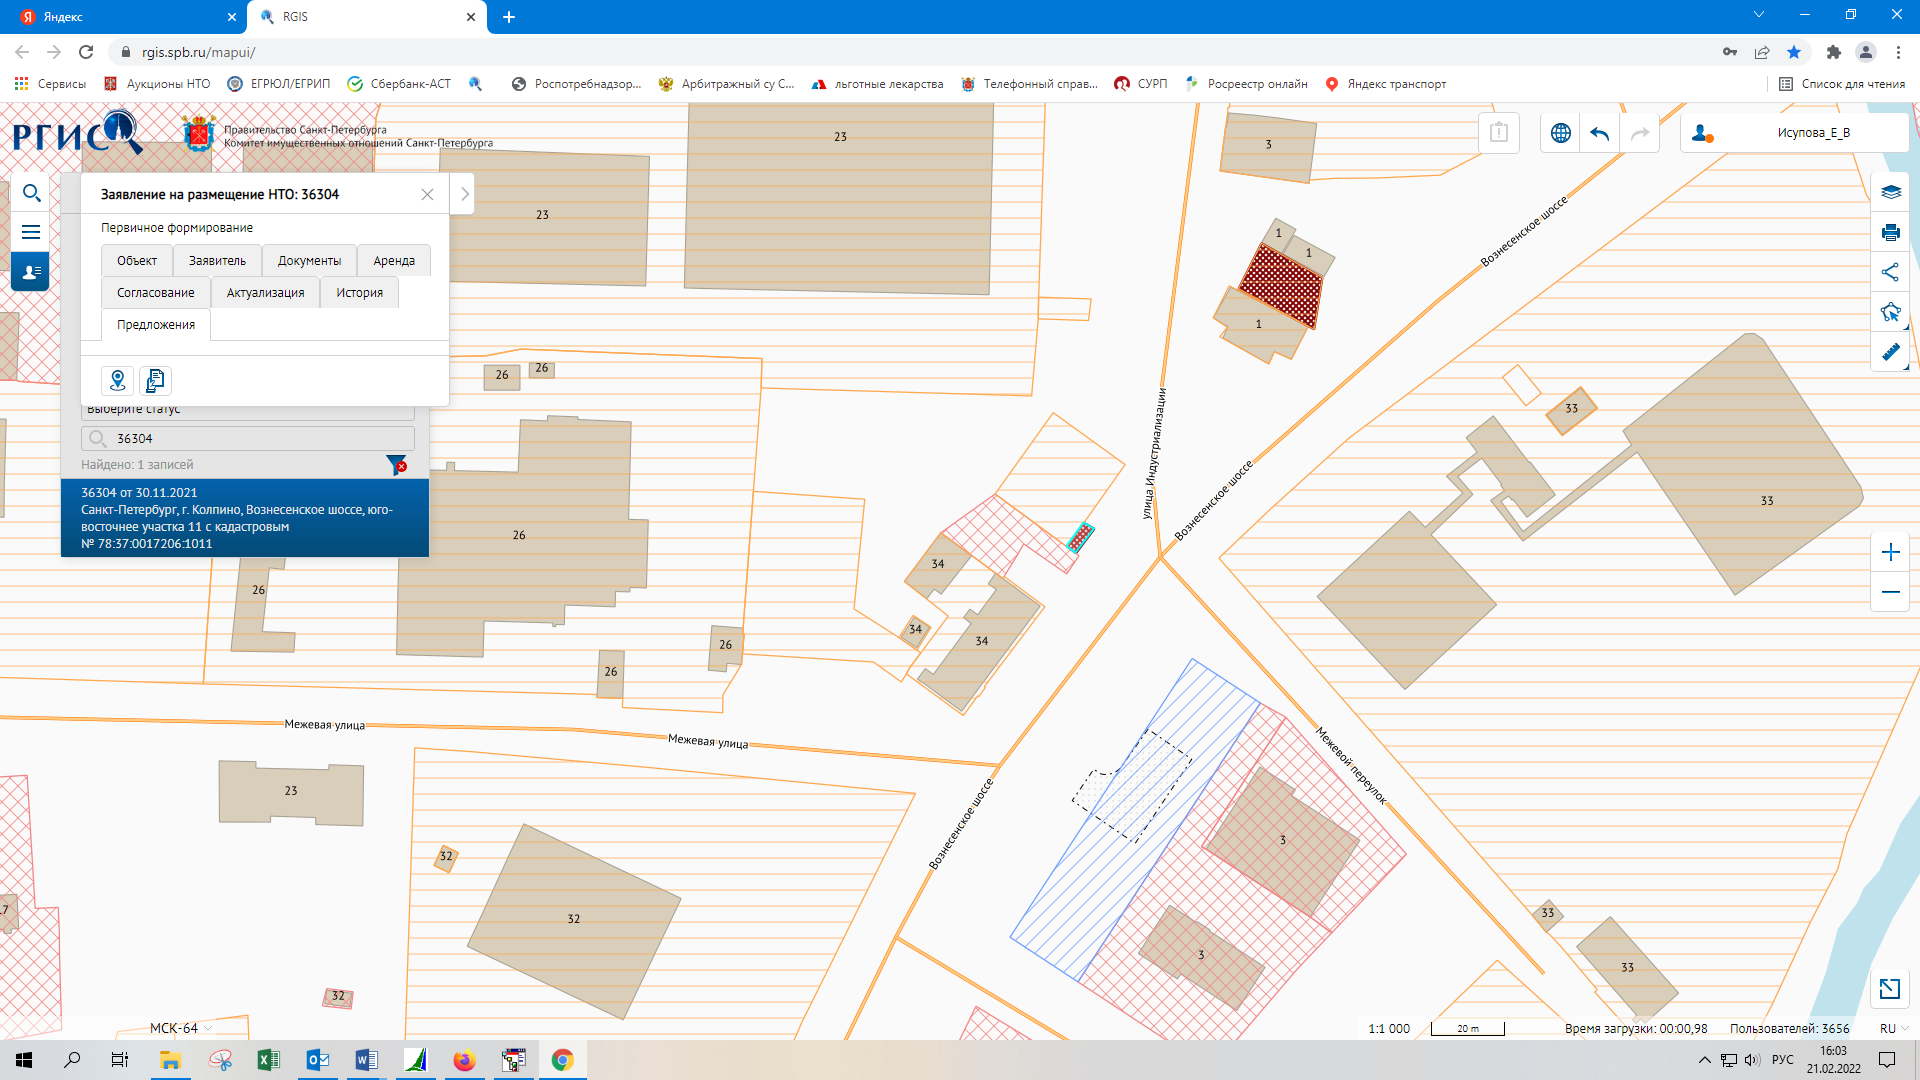 Яндекс
RGIS
rgis.spb.ru/mapui/
Сервисы
Аукционы НТО
ЕГРЮЛ/ЕГРИП
Сбербанк-АСТ
Роспотребнадзор...
Арбитражный су С...
льготные лекарства
Телефонный справ...
СУРП
Росреестр онлайн
Яндекс транспорт
Список для чтения
РГИС
Правительство Санкт-Петербурга
Комитет имущественных отношений Санкт-Петербурга
Исупова_Е_В
Заявление на размещение НТО: 36304
Первичное формирование
Объект
Заявитель
Документы
Аренда
Согласование
Актуализация
История
Предложения
Выберите статус
36304
Найдено: 1 записей
36304 от 30.11.2021
Санкт-Петербург, г. Колпино, Вознесенское шоссе, юго-
восточнее участка 11 с кадастровым
№ 78:37:0017206:1011
23
23
3
1
1
1
26
26
26
26
26
26
34
34
34
33
33
улица Индустриализации
Вознесенское шоссе
Вознесенское шоссе
Межевая улица
Межевая улица
Вознесенское шоссе
Межевой переулок
23
32
32
32
3
3
33
33
МСК-64
1:1 000
20 m
Время загрузки: 00:00,98
Пользователей: 3656
RU
РУС
16:03
21.02.2022